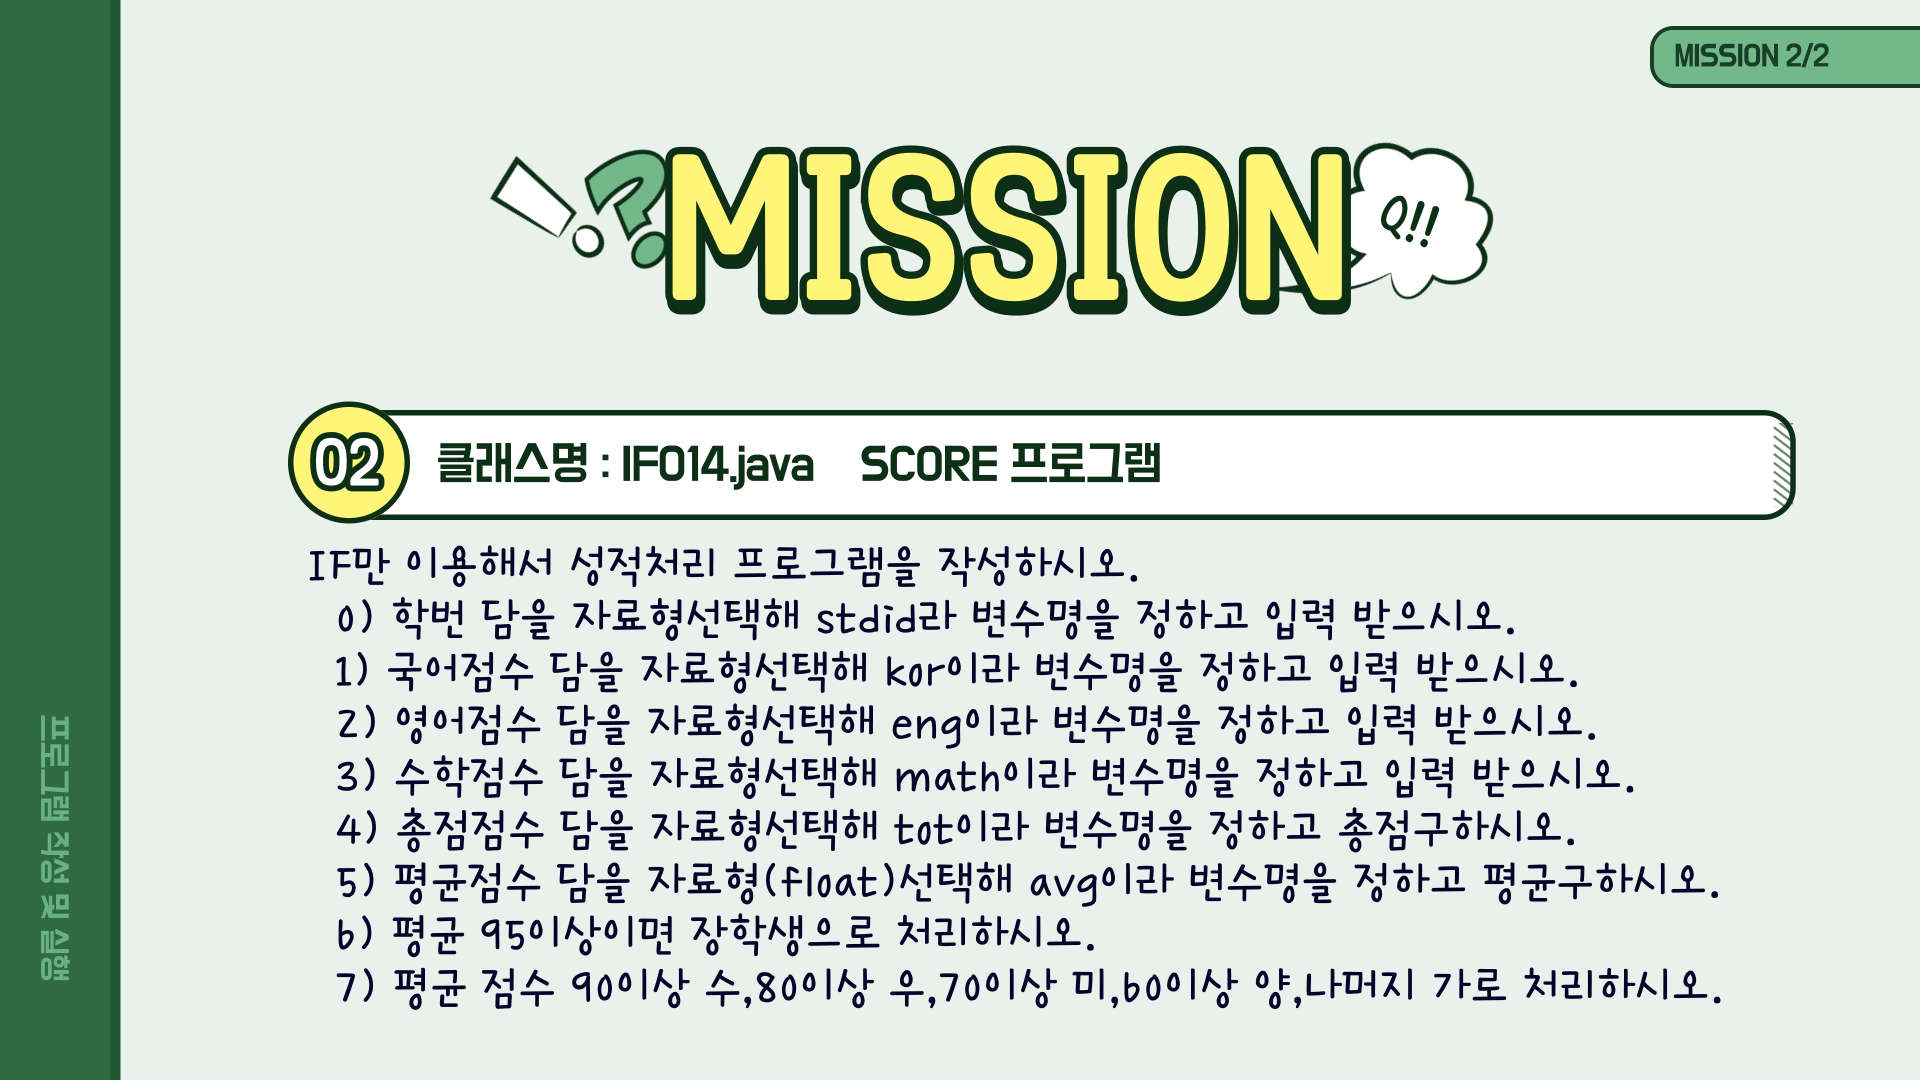 MISSION 2/2
MISSION
Q!!
02
클래스명 : IF014.java SCORE 프로그램
IF만 이용해서 성적처리 프로그램을 작성하시오.
0) 학번 담을 자료형선택해 stdid라 변수명을 정하고 입력 받으시오.
1) 국어점수 담을 자료형선택해 kor이라 변수명을 정하고 입력 받으시오.
2) 영어점수 담을 자료형선택해 eng이라 변수명을 정하고 입력 받으시오.
3) 수학점수 담을 자료형선택해 math이라 변수명을 정하고 입력 받으시오.
4) 총점점수 담을 자료형선택해 tot이라 변수명을 정하고 총점구하시오.
5) 평균점수 담을 자료형(float)선택해 avg이라 변수명을 정하고 평균구하시오.
6) 평균 95이상이면 장학생으로 처리하시오.
7) 평균 점수 90이상 수,80이상 우,70이상 미,60이상 양,나머지 가로 처리하시오.
프로그램 작성 및 실행